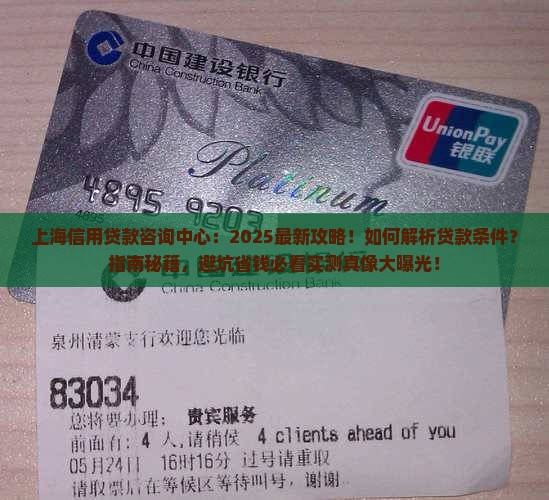 中国建设银行
China Construction Bank
UnionPay
银联
Platinum
4895 9203
上海信用贷款咨询中心：2025最新攻略！如何解析贷款条件？
指南秘籍，避坑省钱必看实测真像大曝光！
China Construction Bank
泉州清蒙支行欢迎您光临
83034
您将要办理： 贵宾服务
前面有: 4 人,请稍侯 4 clients ahead of you
05月24日 16时16分 过号请重取
请取票后在等候区等待叫号，谢谢